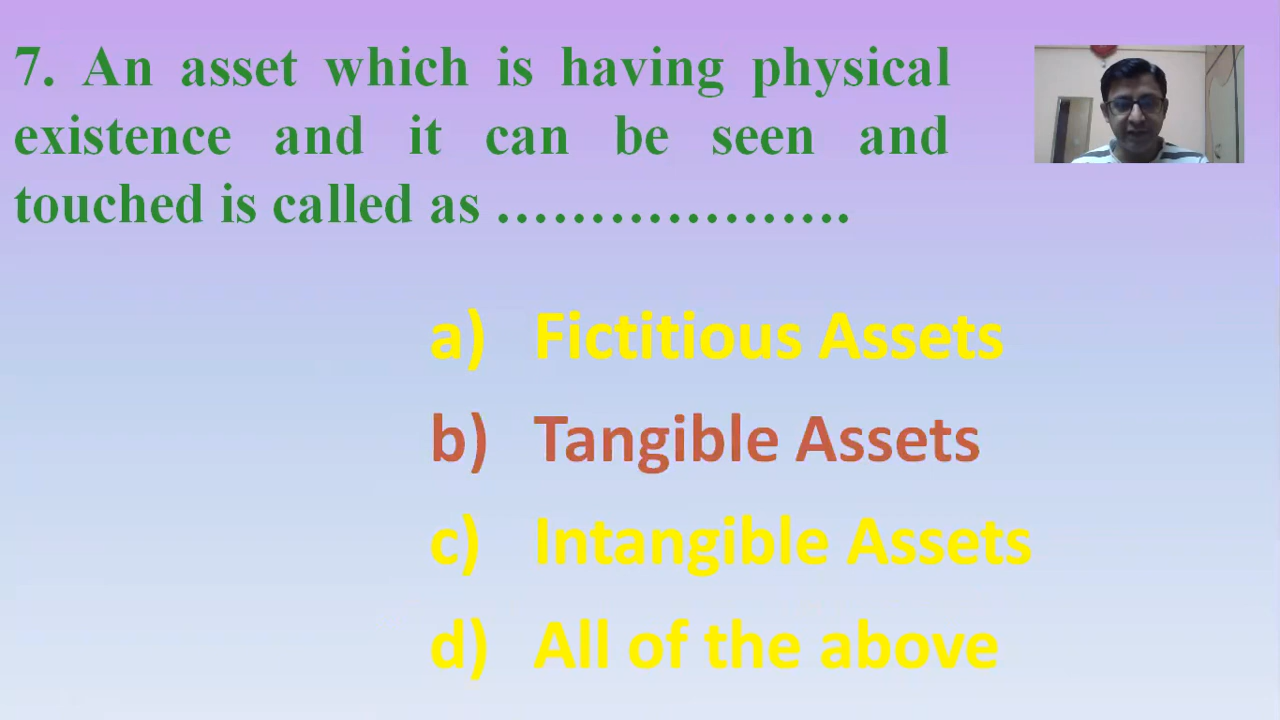 7. An asset which is having physical
existence and it can be seen and
touched is called as ……………….
a) Fictitious Assets
b) Tangible Assets
c) Intangible Assets
d) All of the above